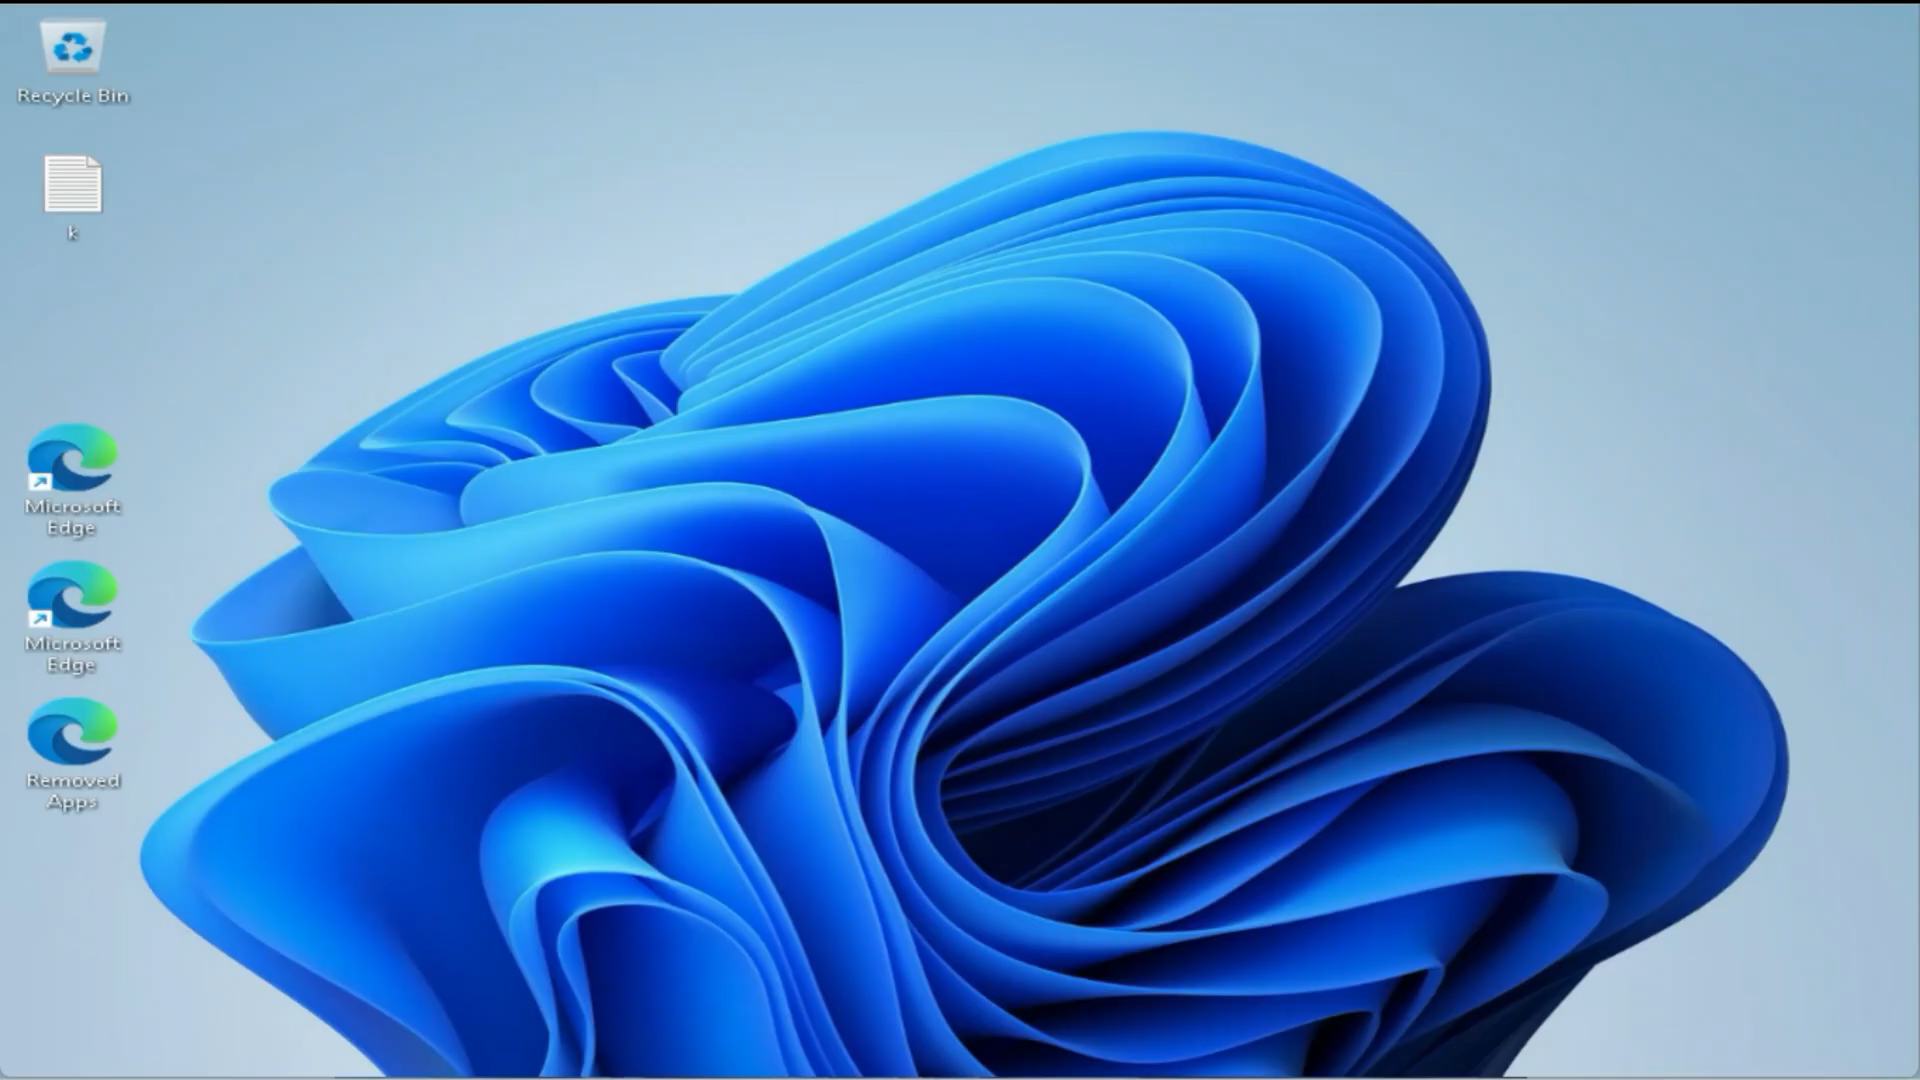 Recycle Bin
k
Microsoft
Edge
Microsoft
Edge
Removed
Apps